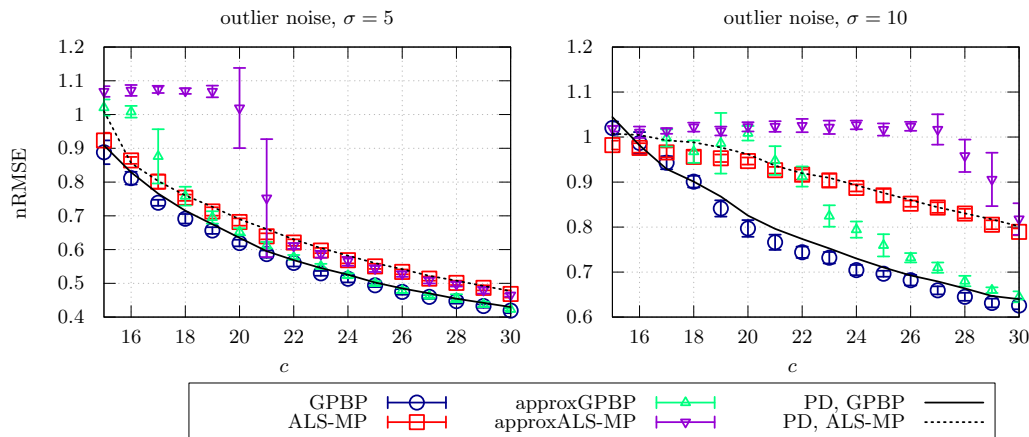 outlier noise, σ = 5
outlier noise, σ = 10
nRMSE
1.2
1.1
1
0.9
0.8
0.7
0.6
0.5
0.4
16 18 20 22 24 26 28 30
c
1.2
1.1
1
0.9
0.8
0.7
0.6
16 18 20 22 24 26 28 30
c
GPBP
ALS-MP
approxGPBP
approxALS-MP
PD, GPBP
PD, ALS-MP